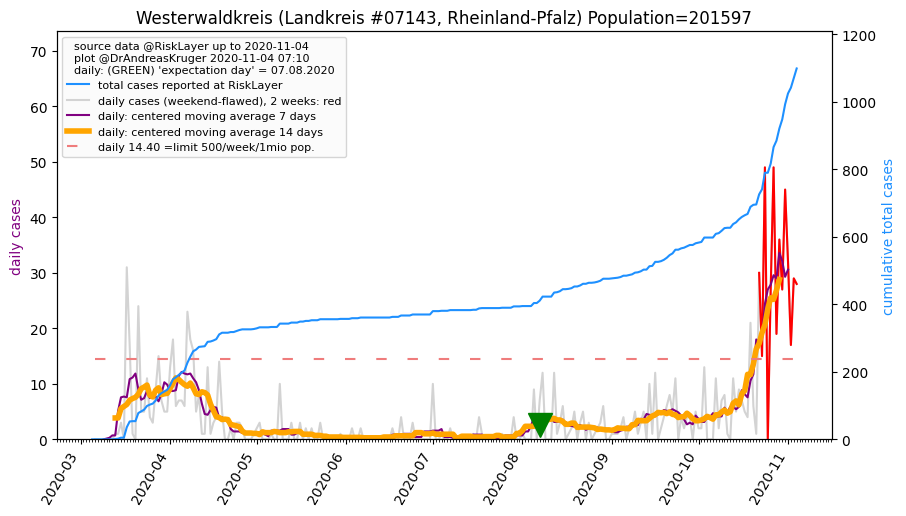 Westerwaldkreis (Landkreis #07143, Rheinland-Pfalz) Population=201597
source data @RiskLayer up to 2020-11-04
plot @DrAndreasKruger 2020-11-04 07:10
daily: (GREEN) 'expectation day' = 07.08.2020
total cases reported at RiskLayer
daily cases (weekend-flawed), 2 weeks: red
daily: centered moving average 7 days
daily: centered moving average 14 days
daily 14.40 =limit 500/week/1mio pop.
daily cases
70
60
50
40
30
20
10
0
1200
1000
800
600
400
200
0
cumulative total cases
2020-03
2020-04
2020-05
2020-06
2020-07
2020-08
2020-09
2020-10
2020-11